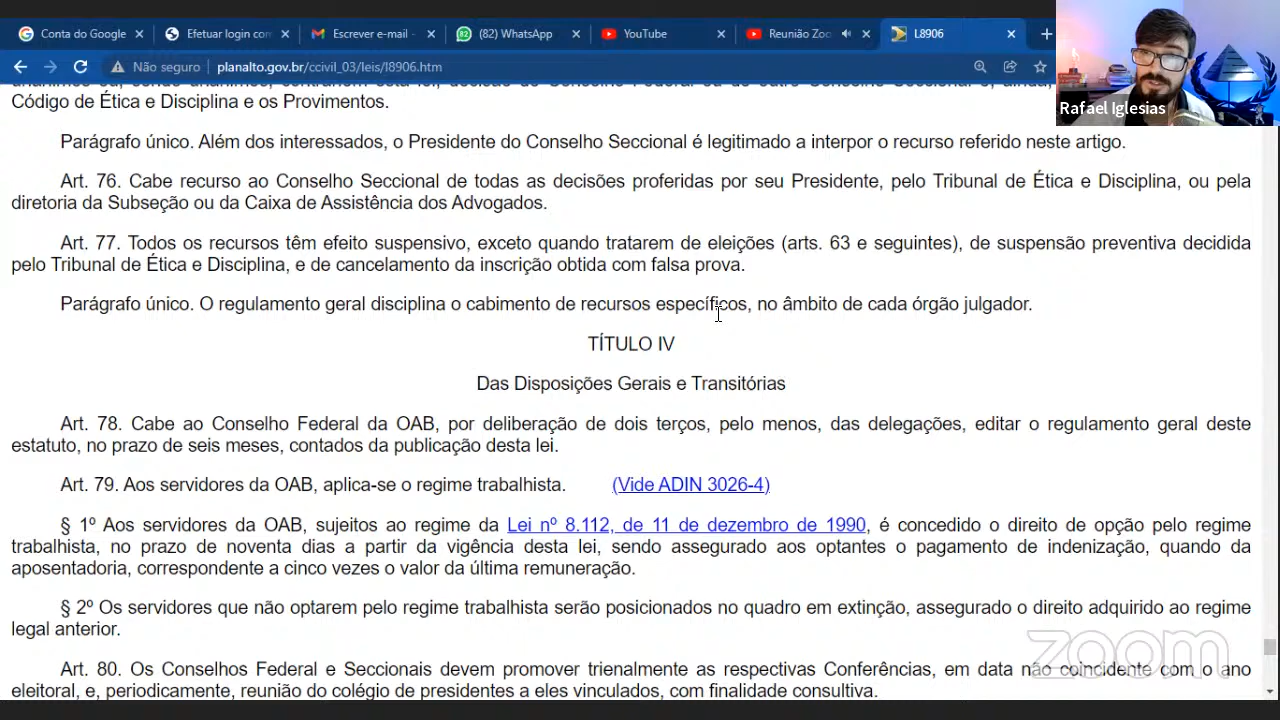 Conta do Google
Efetuar login con
Escrever e-mail -
(82) WhatsApp
YouTube
Reunião Zoo
L8906
Não seguro
planalto.gov.br/ccivil_03/leis/l8906.htm
Rafael Iglesias
Código de Ética e Disciplina e os Provimentos.
Parágrafo único. Além dos interessados, o Presidente do Conselho Seccional é legitimado a interpor o recurso referido neste artigo.
Art. 76. Cabe recurso ao Conselho Seccional de todas as decisões proferidas por seu Presidente, pelo Tribunal de Ética e Disciplina, ou pela
diretoria da Subseção ou da Caixa de Assistência dos Advogados.
Art. 77. Todos os recursos têm efeito suspensivo, exceto quando tratarem de eleições (arts. 63 e seguintes), de suspensão preventiva decidida
pelo Tribunal de Ética e Disciplina, e de cancelamento da inscrição obtida com falsa prova.
Parágrafo único. O regulamento geral disciplina o cabimento de recursos específicos, no âmbito de cada órgão julgador.
TÍTULO IV
Das Disposições Gerais e Transitórias
Art. 78. Cabe ao Conselho Federal da OAB, por deliberação de dois terços, pelo menos, das delegações, editar o regulamento geral deste
estatuto, no prazo de seis meses, contados da publicação desta lei.
Art. 79. Aos servidores da OAB, aplica-se o regime trabalhista. (Vide ADIN 3026-4)
§ 1º Aos servidores da OAB, sujeitos ao regime da Lei nº 8.112, de 11 de dezembro de 1990, é concedido o direito de opção pelo regime
trabalhista, no prazo de noventa dias a partir da vigência desta lei, sendo assegurado aos optantes o pagamento de indenização, quando da
aposentadoria, correspondente a cinco vezes o valor da última remuneração.
§ 2º Os servidores que não optarem pelo regime trabalhista serão posicionados no quadro em extinção, assegurado o direito adquirido ao regime
legal anterior.
Art. 80. Os Conselhos Federal e Seccionais devem promover trienalmente as respectivas Conferências, em data não coincidente com o ano
eleitoral, e, periodicamente, reunião do colégio de presidentes a eles vinculados, com finalidade consultiva.
zoom